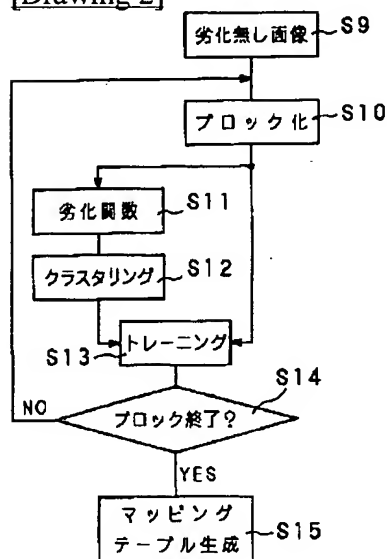 [Drawing 2]
劣化無し画像
S9
ブロック化
S10
劣化関数
S11
クラスタリング
S12
トレーニング
S13
ブロック終了?
S14
NO
YES
マッピング
テーブル生成
S15